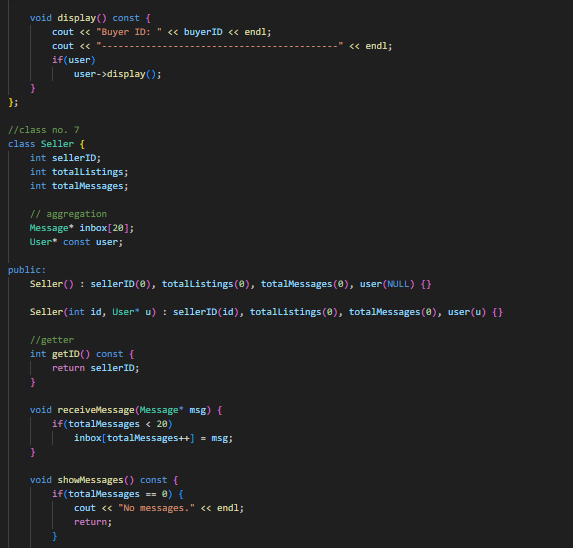 void display() const {
cout << "Buyer ID: " << buyerID << endl;
cout << "-------------------------------------------" << endl;
if(user)
user->display();
}
};
//class no. 7
class Seller {
int sellerID;
int totalListings;
int totalMessages;
// aggregation
Message* inbox[20];
User* const user;
public:
Seller() : sellerID(0), totalListings(0), totalMessages(0), user(NULL) {}
Seller(int id, User* u) : sellerID(id), totalListings(0), totalMessages(0), user(u) {}
//getter
int getID() const {
return sellerID;
}
void receiveMessage(Message* msg) {
if(totalMessages < 20)
inbox[totalMessages++] = msg;
}
void showMessages() const {
if(totalMessages == 0) {
cout << "No messages." << endl;
return;
}